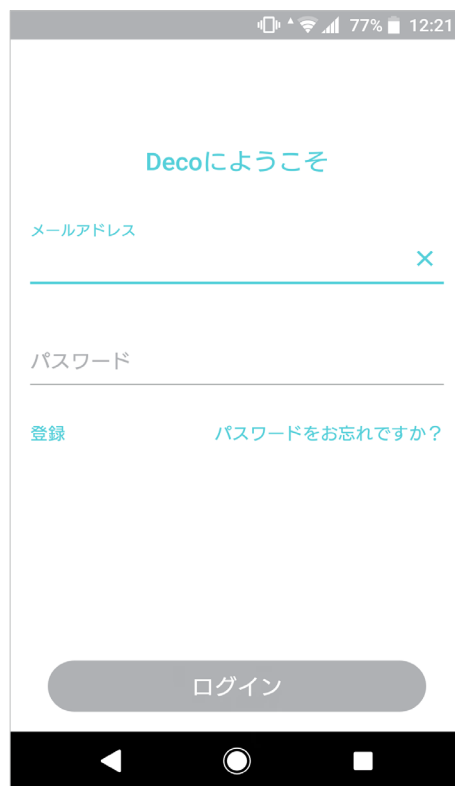 77% 12:21
Decoにようこそ
メールアドレス
パスワード
登録 パスワードをお忘れですか？
ログイン